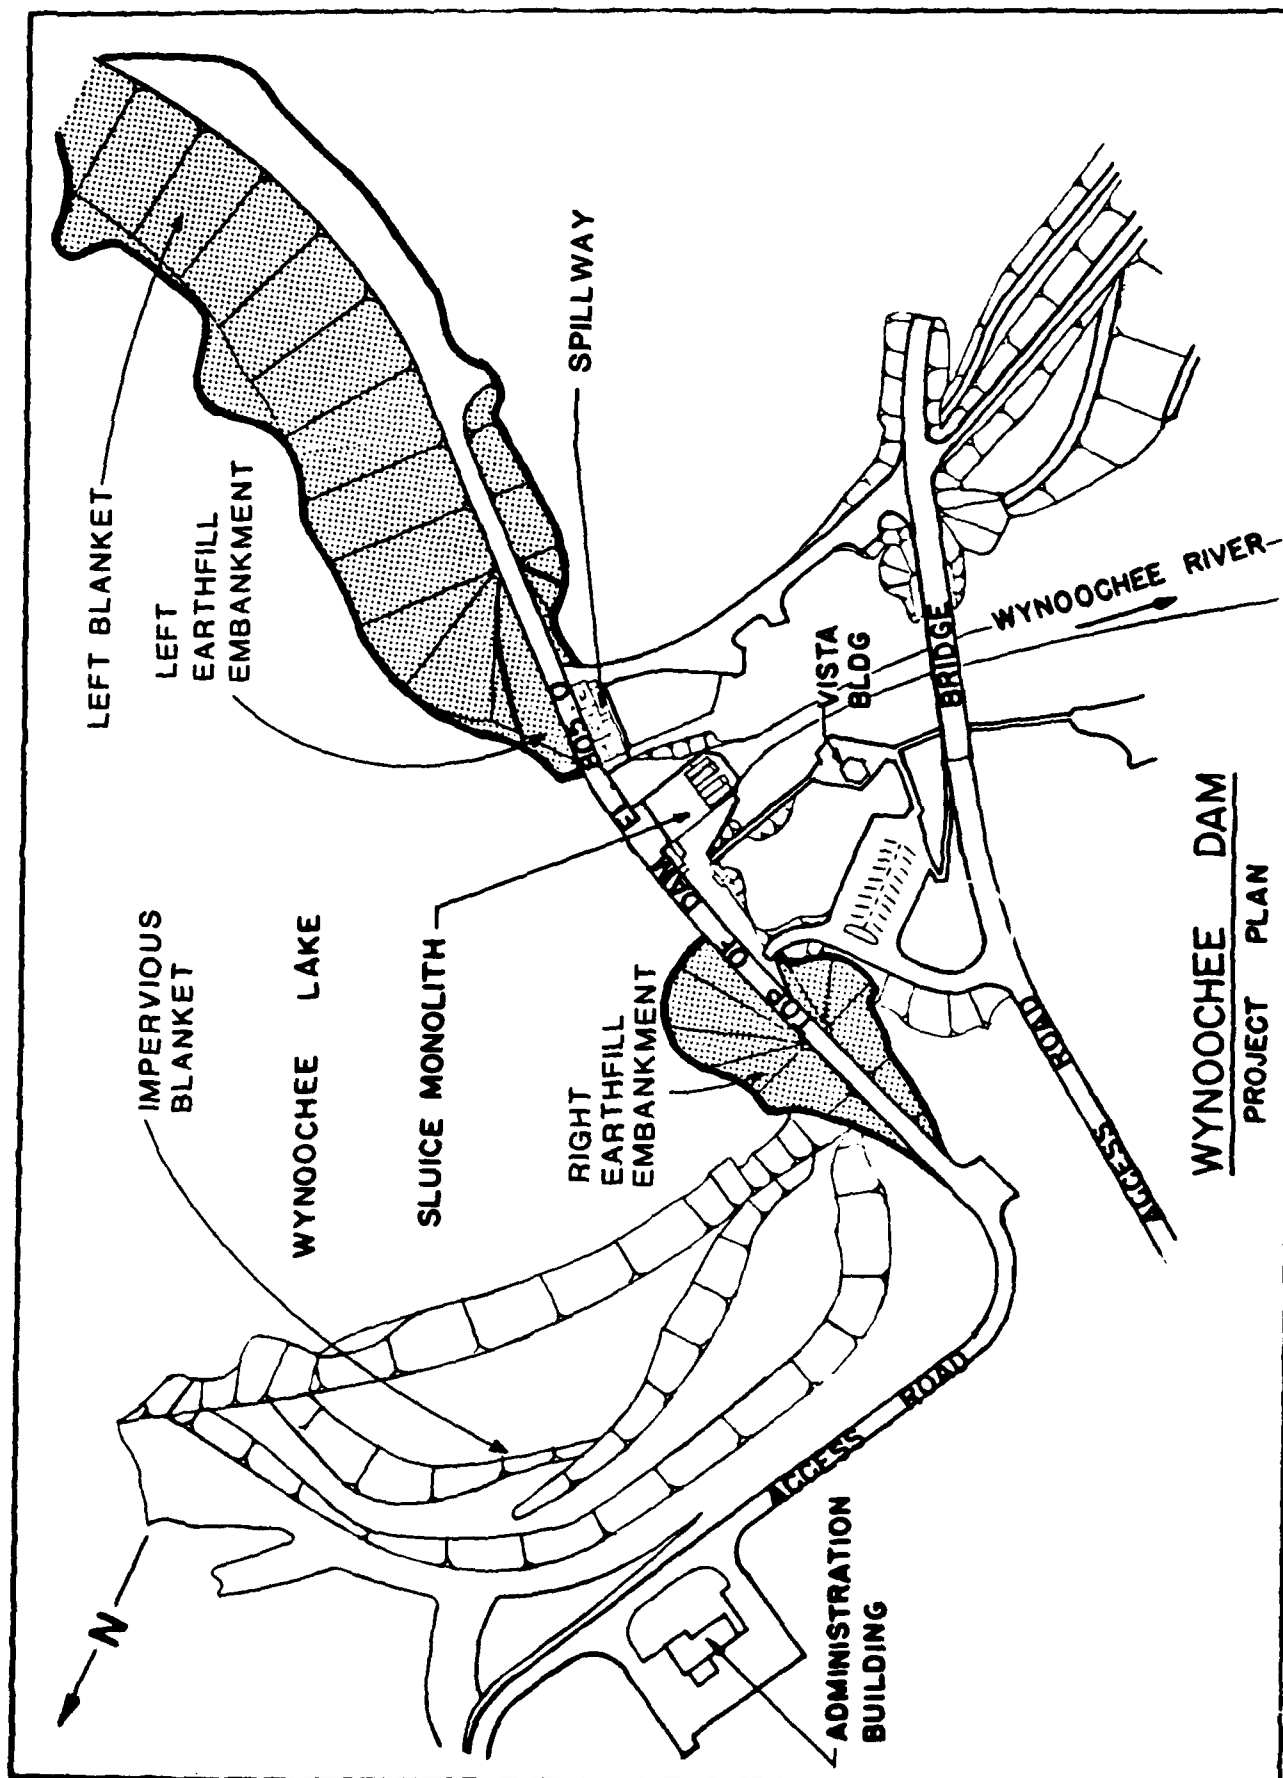 LEFT BLANKET
LEFT
EARTHFILL
EMBANKMENT
SPILLWAY
IMPERVIOUS
BLANKET
WYNOOCHEE LAKE
SLUICE MONOLITH
RIGHT
EARTHFILL
EMBANKMENT
TOP OF DAM
VISTA
BLDG
BRIDGE
WYNOOCHEE RIVER
ACCESS ROAD
ACCESS ROAD
ADMINISTRATION
BUILDING
N
WYNOOCHEE DAM
PROJECT PLAN